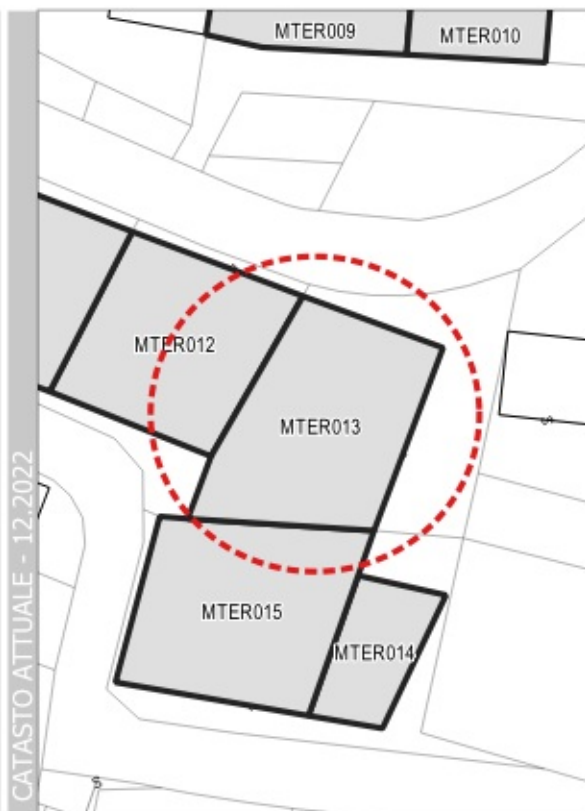 MTER009
MTER010
MTER012
MTER013
MTER015
MTER014
S
S
CATASTO ATTUALE - 12.2022